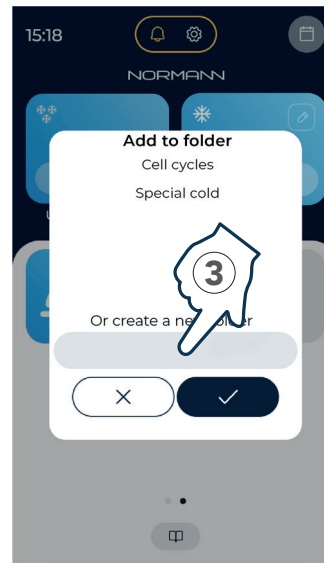 15:18
NORMANN
Add to folder
Cell cycles
Special cold
3
Or create a new folder